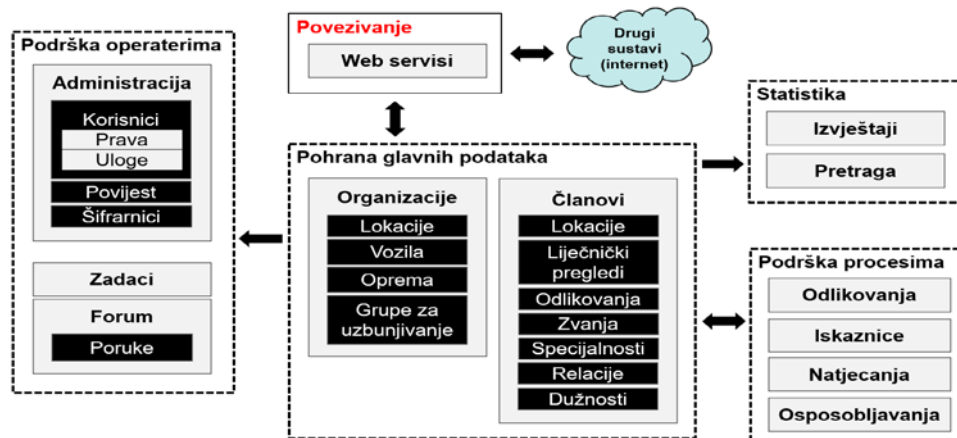 Podrška operaterima
Administracija
Korisnici
Prava
Uloge
Povijest
Šifrarnici
Zadaci
Forum
Poruke
Povezivanje
Web servisi
Drugi
sustavi
(internet)
Pohrana glavnih podataka
Organizacije
Lokacije
Vozila
Oprema
Grupe za
uzbunjivanje
Članovi
Lokacije
Liječnički
pregledi
Odlikovanja
Zvanja
Specijalnosti
Relacije
Dužnosti
Statistika
Izvještaji
Pretraga
Podrška procesima
Odlikovanja
Iskaznice
Natjecanja
Osposobljavanja